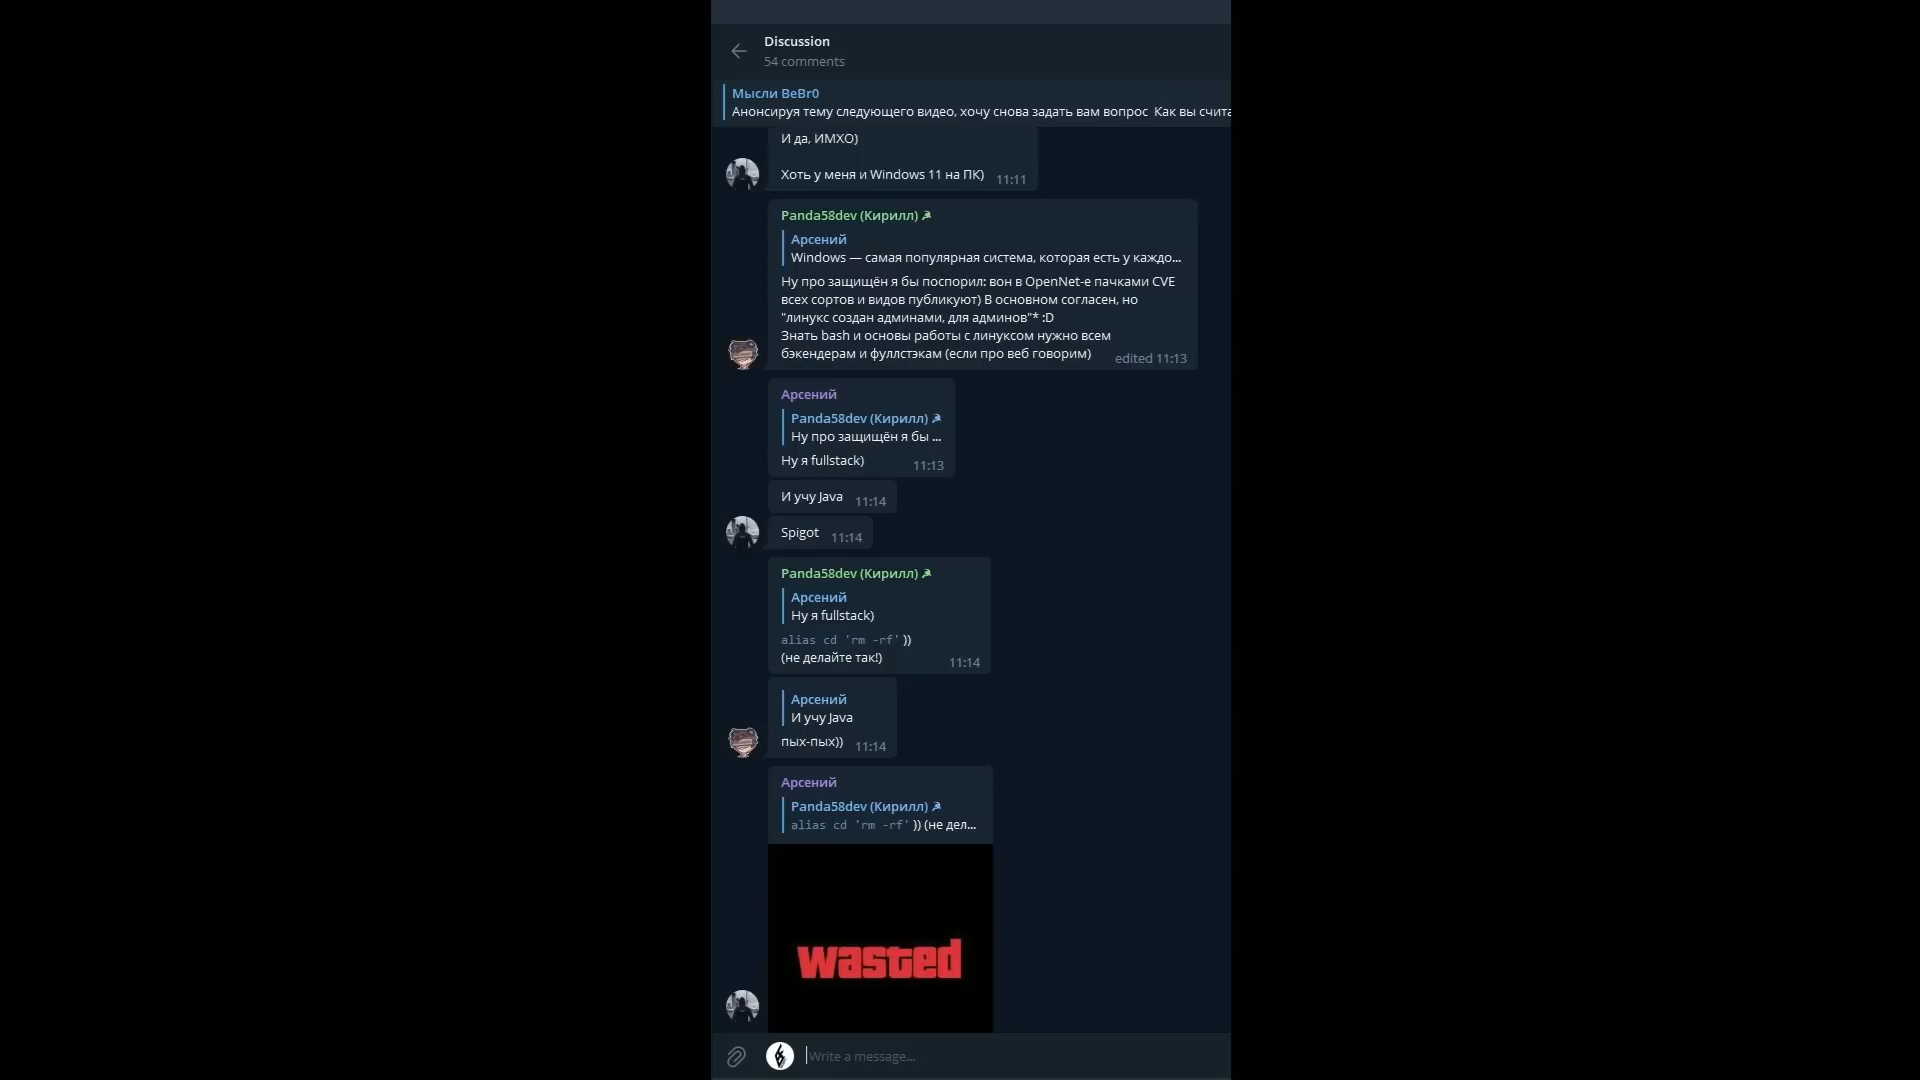 Discussion
54 comments
Мысли BeBr0
Анонсируя тему следующего видео, хочу снова задать вам вопрос Как вы счита
И да, ИМХО)
Хоть у меня и Windows 11 на ПК) 11:11
Panda58dev (Кирилл)
Арсений
Windows — самая популярная система, которая есть у каждо...
Ну про защищён я бы поспорил: вон в OpenNet-е пачками CVE
всех сортов и видов публикуют) В основном согласен, но
"линукс создан админами, для админов"* :D
Знать bash и основы работы с линуксом нужно всем
бэкендерам и фуллстэкам (если про веб говорим) edited 11:13
Арсений
Panda58dev (Кирилл)
Ну про защищён я бы ...
Ну я fullstack) 11:13
И учу Java 11:14
Spigot 11:14
Panda58dev (Кирилл)
Арсений
Ну я fullstack)
alias cd 'rm -rf' ))
(не делайте так!) 11:14
Арсений
И учу Java
пых-пых)) 11:14
Арсений
Panda58dev (Кирилл)
alias cd 'rm -rf' )) (не дел...
wasted
Write a message...